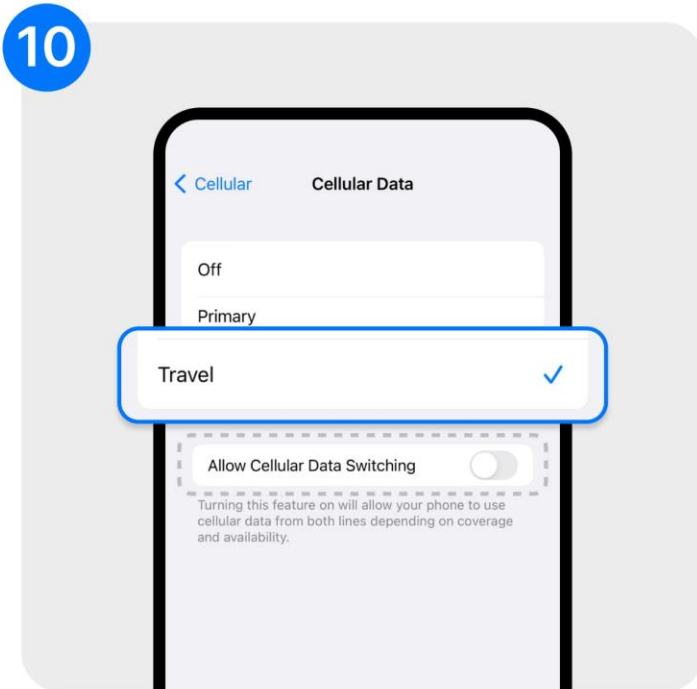 10
Cellular Cellular Data
Off
Primary
Travel
Allow Cellular Data Switching
Turning this feature on will allow your phone to use
cellular data from both lines depending on coverage
and availability.